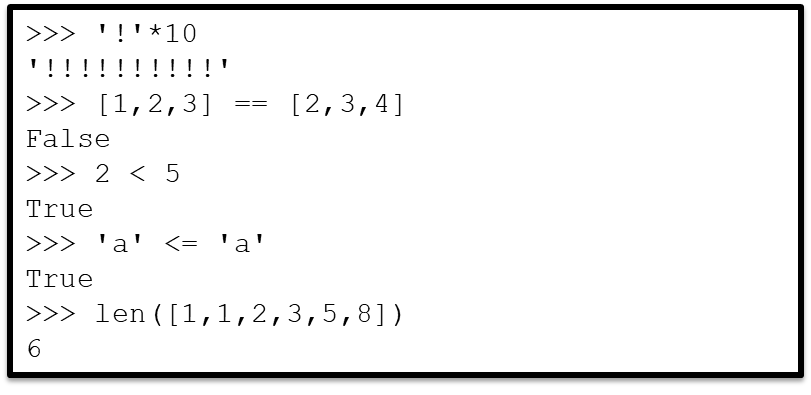 >>> '!'*10
'!!!!!!!!!!'
>>> [1,2,3] == [2,3,4]
False
>>> 2 < 5
True
>>> 'a' <= 'a'
True
>>> len([1,1,2,3,5,8])
6